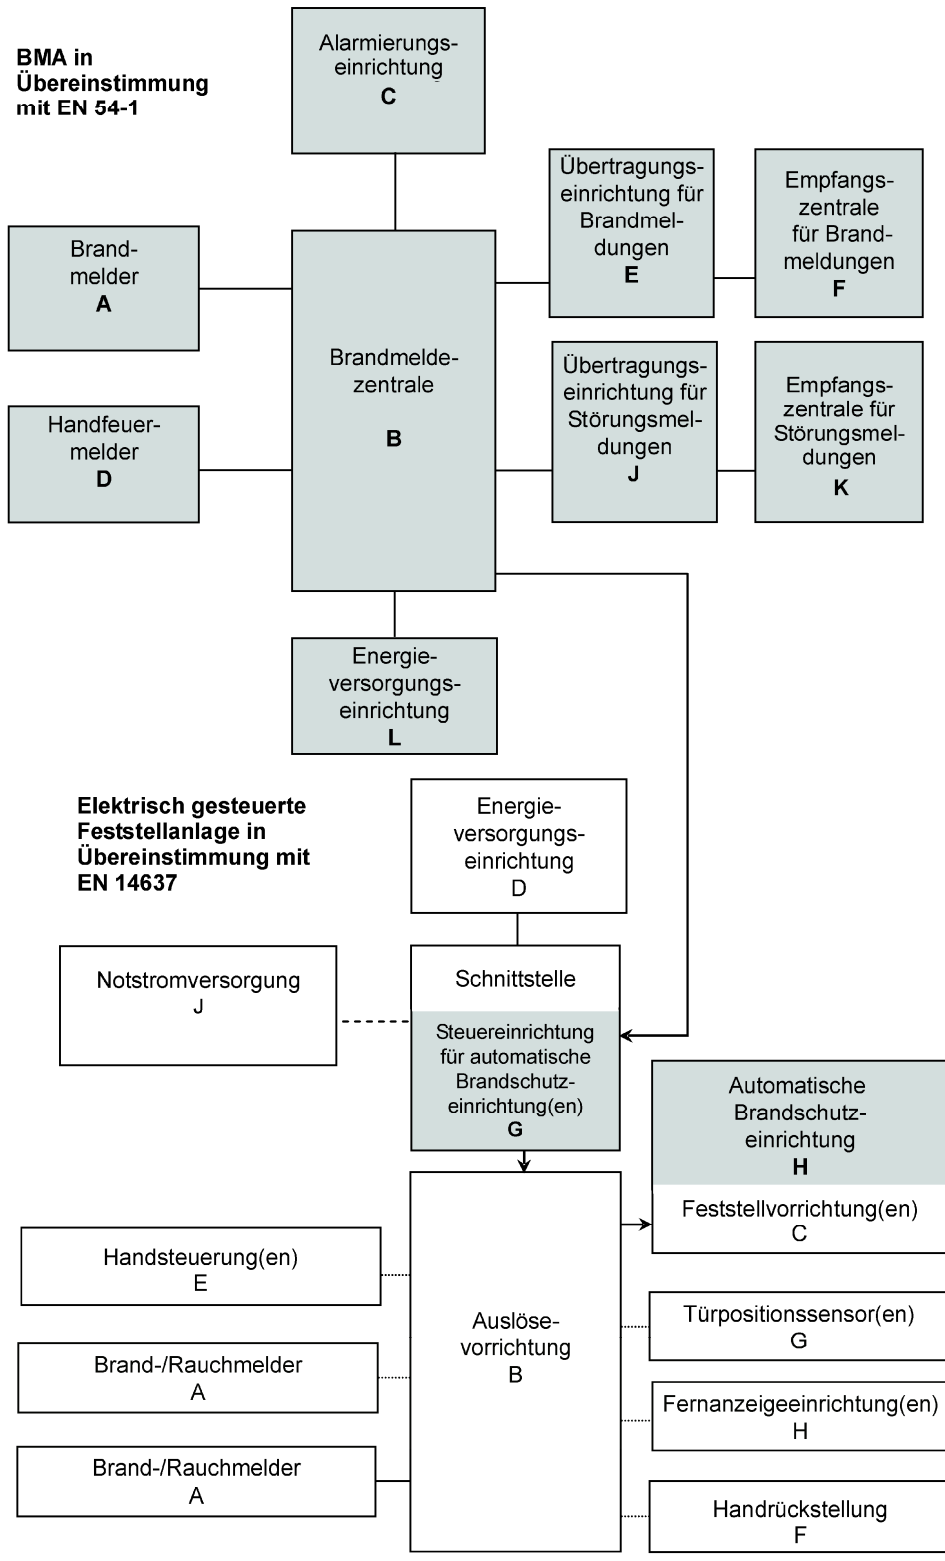 BMA in
Übereinstimmung
mit EN 54-1
Alarmierungs-
einrichtung
C
Brand-
melder
A
Handfeuer-
melder
D
Brandmelde-
zentrale
B
Übertragungs-
einrichtung für
Brandmel-
dungen
E
Empfangs-
zentrale
für Brand-
meldungen
F
Übertragungs-
einrichtung für
Störungsmel-
dungen
J
Empfangs-
zentrale für
Störungsmel-
dungen
K
Energie-
versorgungs-
einrichtung
L
Elektrisch gesteuerte
Feststellanlage in
Übereinstimmung mit
EN 14637
Energie-
versorgungs-
einrichtung
D
Notstromversorgung
J
Schnittstelle
Steuereinrichtung
für automatische
Brandschutz-
einrichtung(en)
G
Automatische
Brandschutz-
einrichtung
H
Feststellvorrichtung(en)
C
Handsteuerung(en)
E
Brand-/Rauchmelder
A
Brand-/Rauchmelder
A
Auslöse-
vorrichtung
B
Türpositionssensor(en)
G
Fernanzeigeeinrichtung(en)
H
Handrückstellung
F